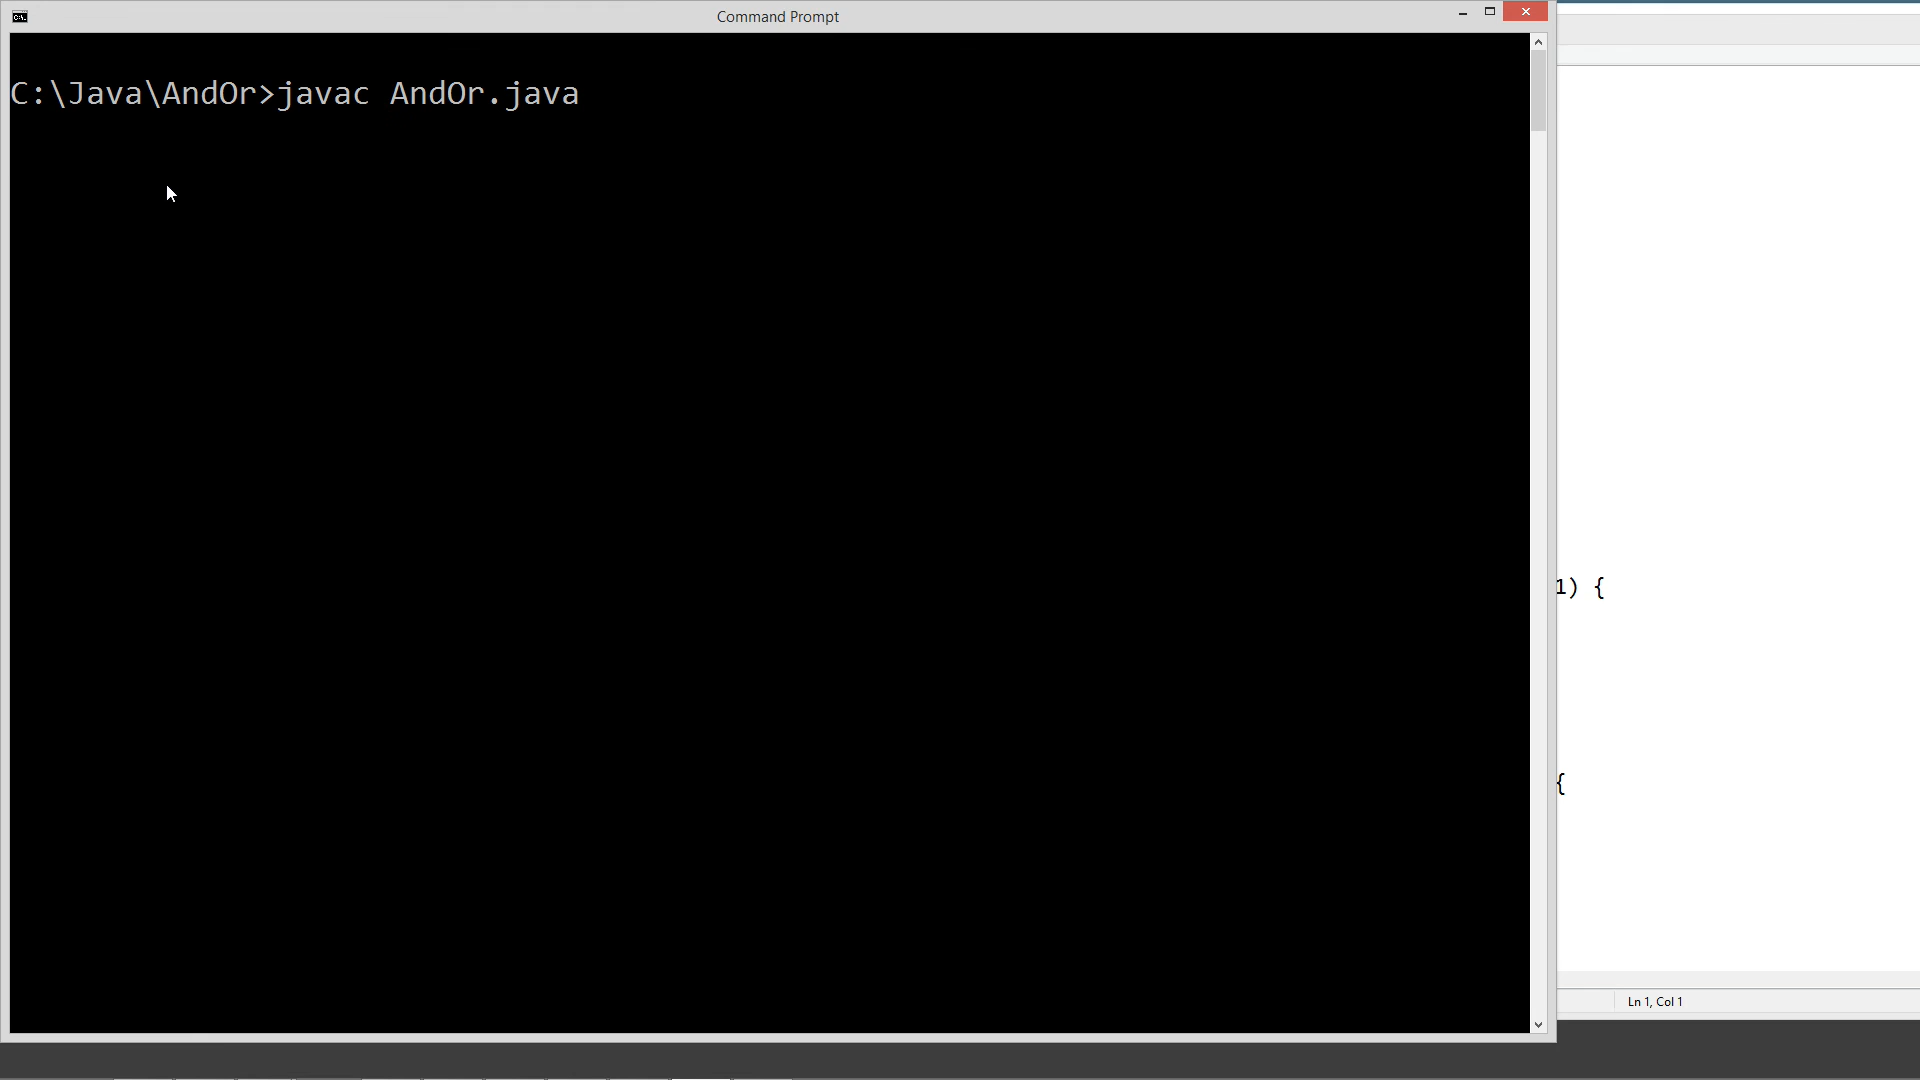 Command Prompt
C:\Java\AndOr>javac AndOr.java
1) {
{
Ln 1, Col 1